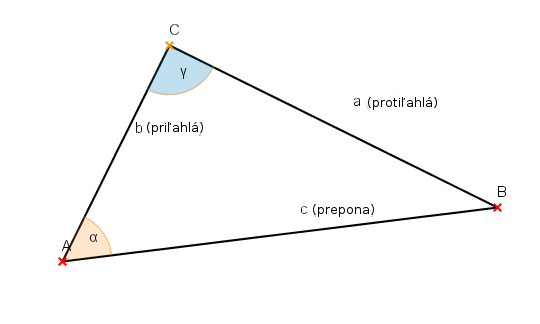 C
γ
a (protiľahlá)
b (priľahlá)
B
c (prepona)
A
α